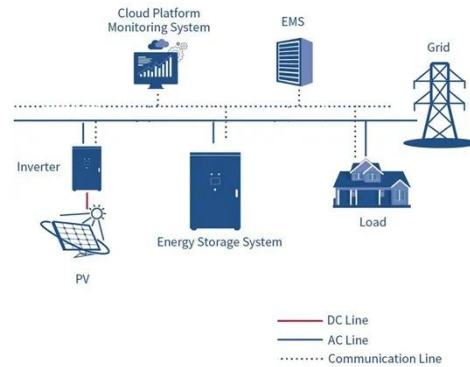 Cloud Platform
Monitoring System
EMS
Grid
Inverter
Energy Storage System
Load
PV
DC Line
AC Line
Communication Line